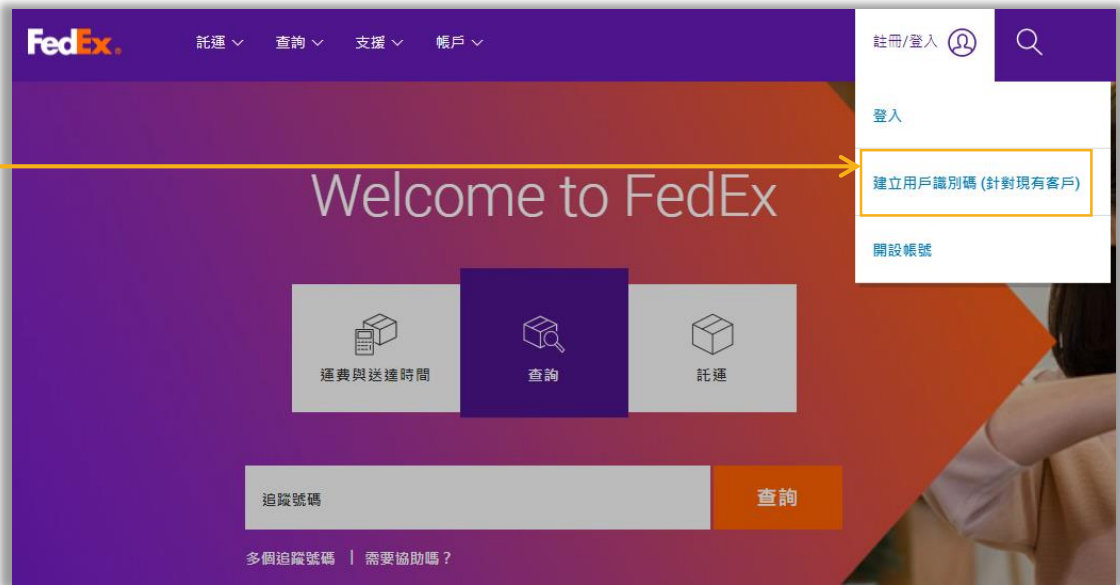 FedEx.
託運
查詢
支援
帳戶
註冊/登入
登入
建立用戶識別碼 (針對現有客戶)
開設帳號
Welcome to FedEx
運費與送達時間
查詢
託運
追蹤號碼
查詢
多個追蹤號碼 | 需要協助嗎？